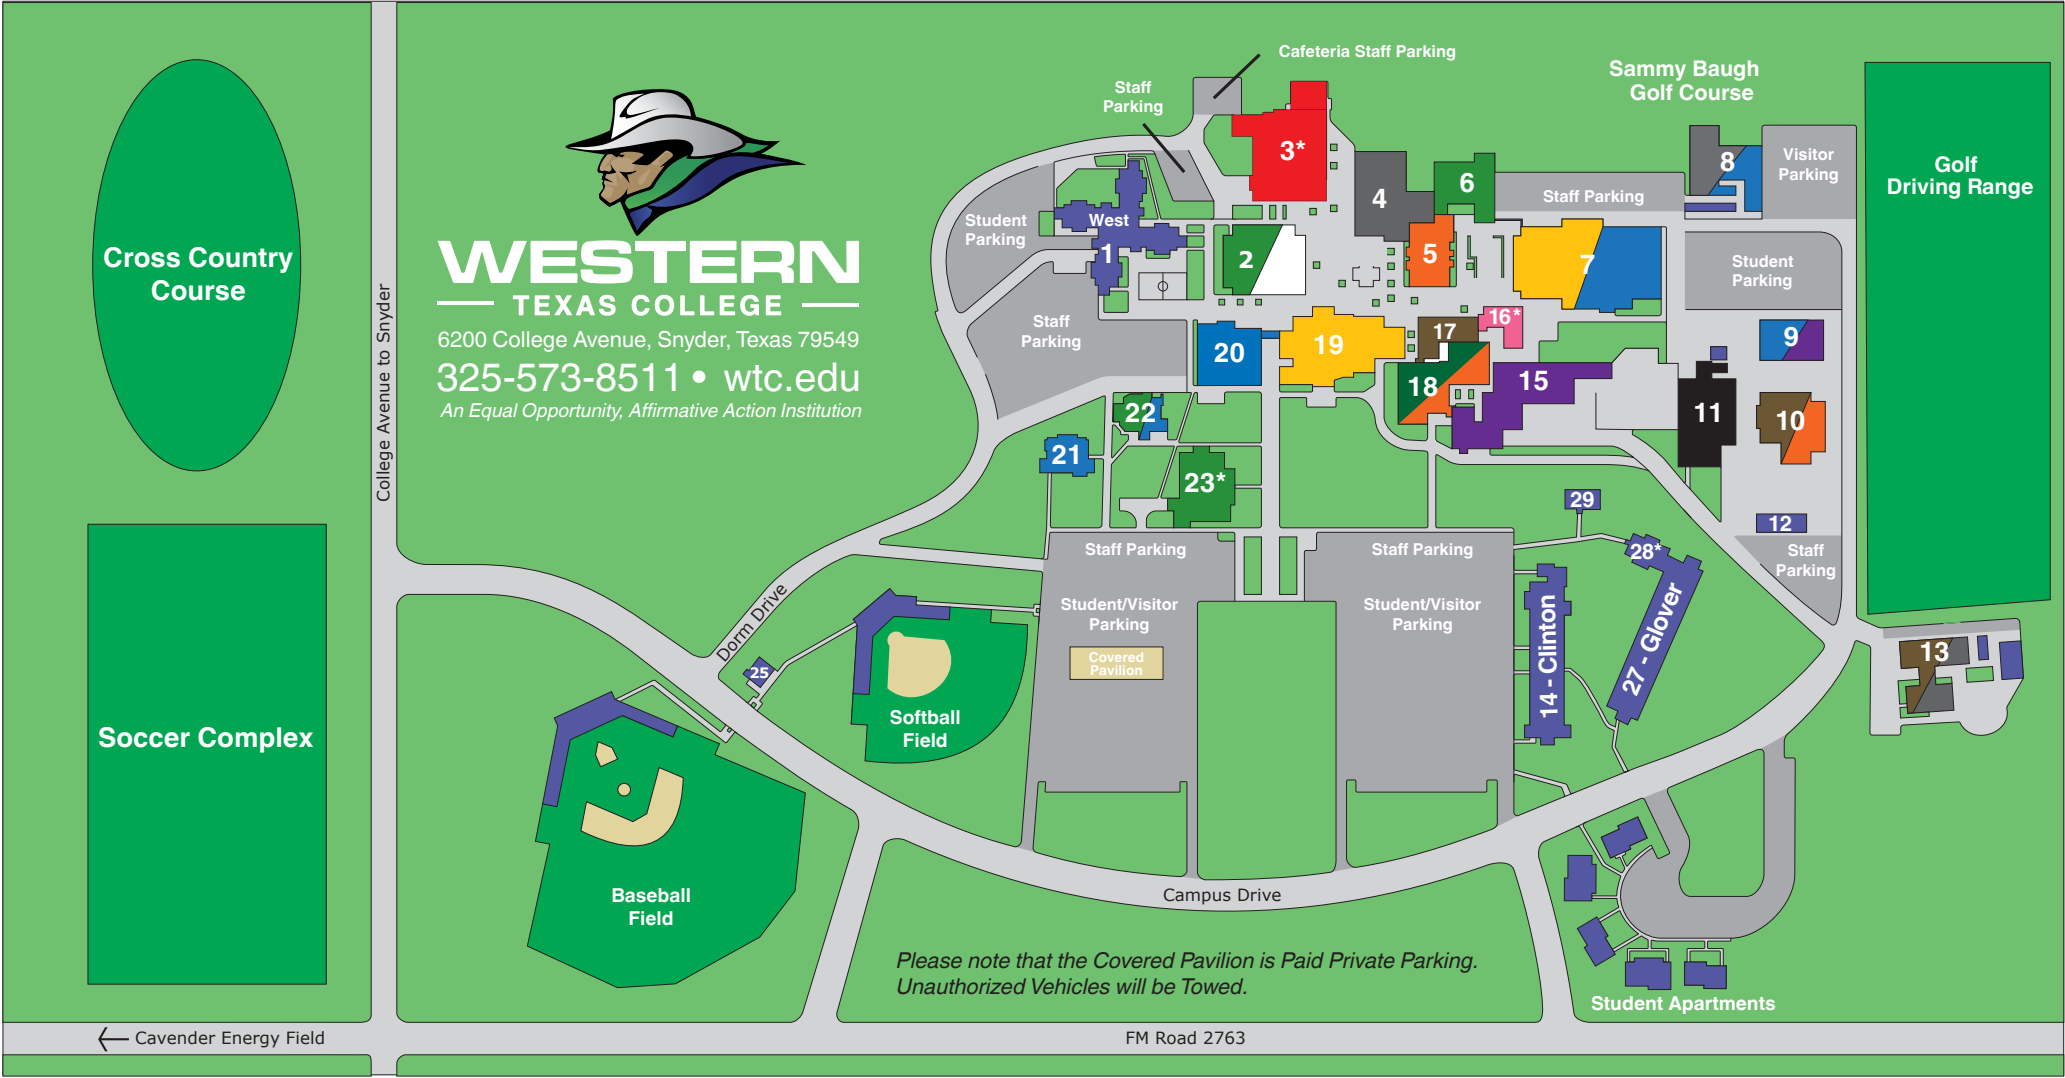 Cafeteria Staff Parking
Staff
Parking
Sammy Baugh
Golf Course
Cross Country
Course
Soccer Complex
College Avenue to Snyder
WESTERN
TEXAS COLLEGE
6200 College Avenue, Snyder, Texas 79549
325-573-8511 • wtc.edu
An Equal Opportunity, Affirmative Action Institution
Student
Parking
West
1
2
3*
4
5
6
Staff Parking
7
8
Visitor
Parking
Golf
Driving Range
Student
Parking
Staff
Parking
20
19
17
16*
18
15
11
9
10
12
Staff
Parking
22
21
23*
29
28*
27 - Glover
14 - Clinton
13
Staff Parking
Student/Visitor
Parking
Covered
Pavilion
Staff Parking
Student/Visitor
Parking
Dorm Drive
25
Softball
Field
Baseball
Field
Campus Drive
Please note that the Covered Pavilion is Paid Private Parking.
Unauthorized Vehicles will be Towed.
Student Apartments
Cavender Energy Field
FM Road 2763